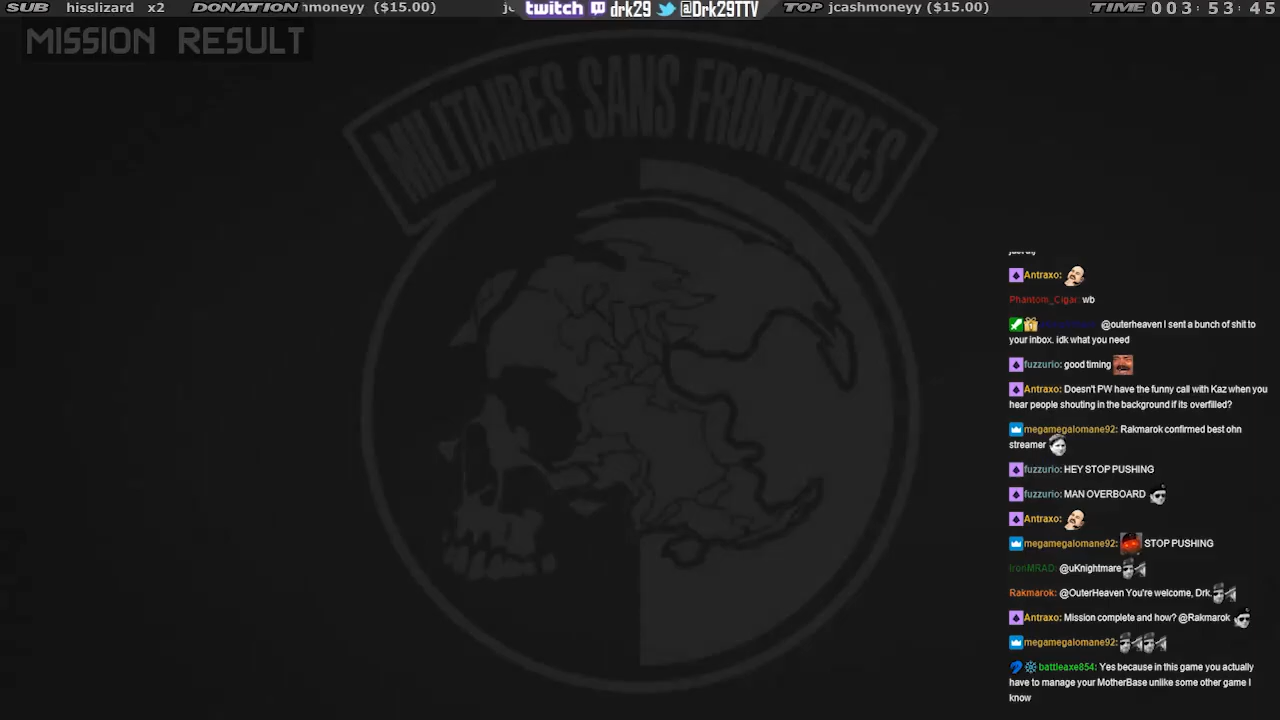 SUB hisslizard x2 DONATION hmoneyy ($15.00) twitch drk29 @Drk29TTV TOP jcashmoneyy ($15.00) TIME 003:53:45
MISSION RESULT
MILITAIRES SANS FRONTIERES
Antraxo:
Phantom_Cigar: wb
@outerheaven I sent a bunch of shit to
your inbox. idk what you need
fuzzurio: good timing
Antraxo: Doesn't PW have the funny call with Kaz when you
hear people shouting in the background if its overfilled?
megamegalomane92: Rakmarok confirmed best ohn
streamer
fuzzurio: HEY STOP PUSHING
fuzzurio: MAN OVERBOARD
Antraxo:
megamegalomane92: STOP PUSHING
IronMRAD: @uKnightmare
Rakmarok: @OuterHeaven You're welcome, Drk.
Antraxo: Mission complete and how? @Rakmarok
megamegalomane92:
battleaxe854: Yes because in this game you actually
have to manage your MotherBase unlike some other game I
know